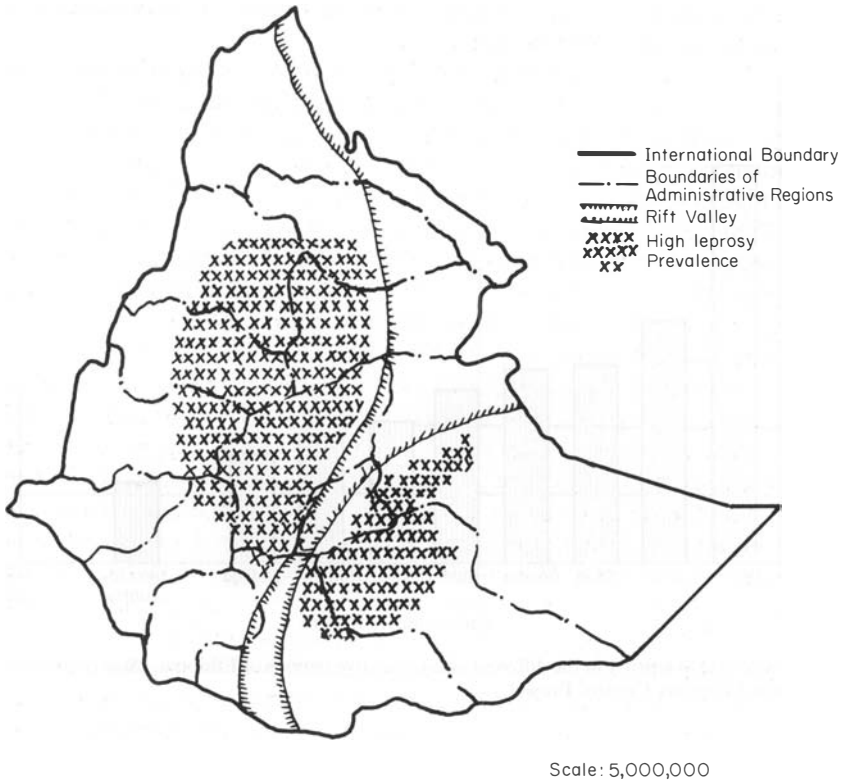 International Boundary
Boundaries of
Administrative Regions
Rift Valley
High leprosy
Prevalence
Scale: 5,000,000